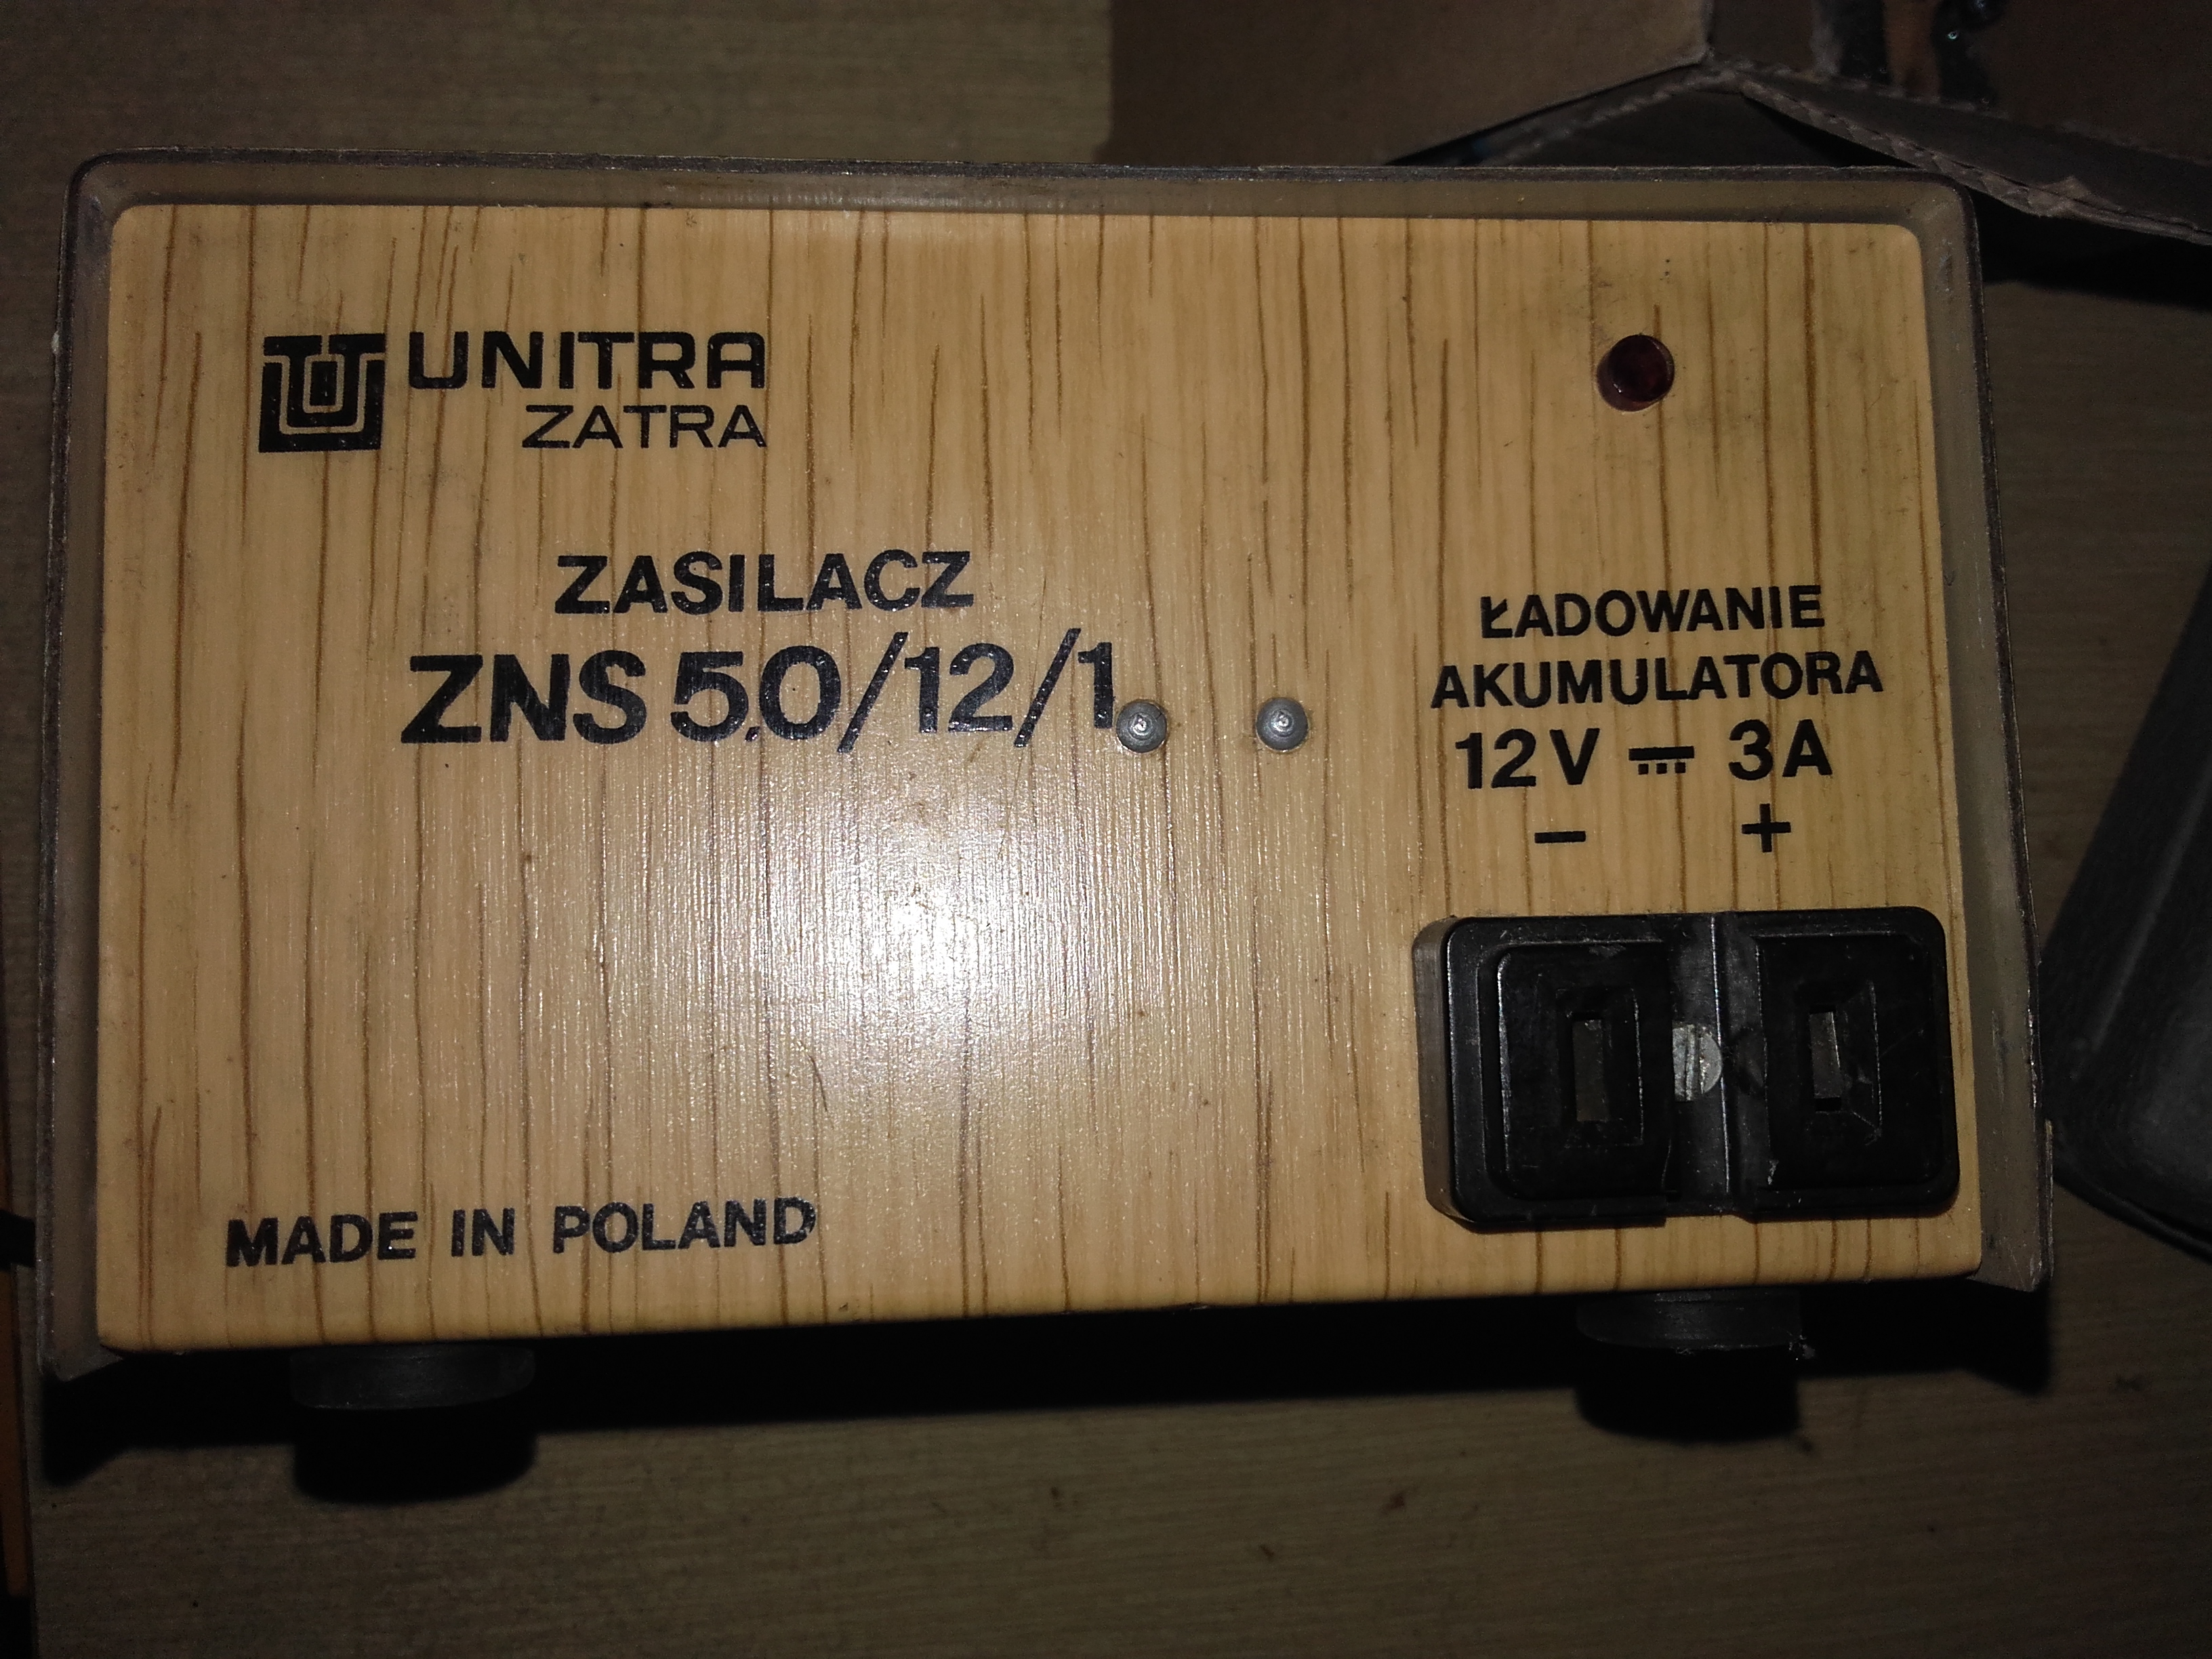 UNITRA
ZATRA
ZASILACZ
ZNS 5,0/12/1
ŁADOWANIE
AKUMULATORA
12V ⎓ 3A
− +
MADE IN POLAND